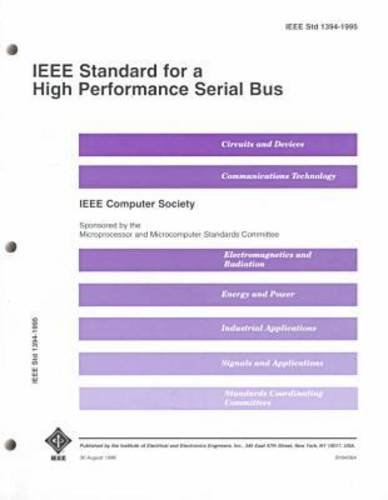 IEEE Std 1394-1995
IEEE Standard for a
High Performance Serial Bus
Circuits and Devices
Communications Technology
IEEE Computer Society
Sponsored by the
Microprocessor and Microcomputer Standards Committee
Electromagnetics and
Radiation
Energy and Power
Industrial Applications
Signals and Applications
Standards Coordinating
Committees
IEEE Std 1394-1995
IEEE
Published by the Institute of Electrical and Electronics Engineers, Inc., 345 East 47th Street, New York, NY 10017, USA.
30 August 1996